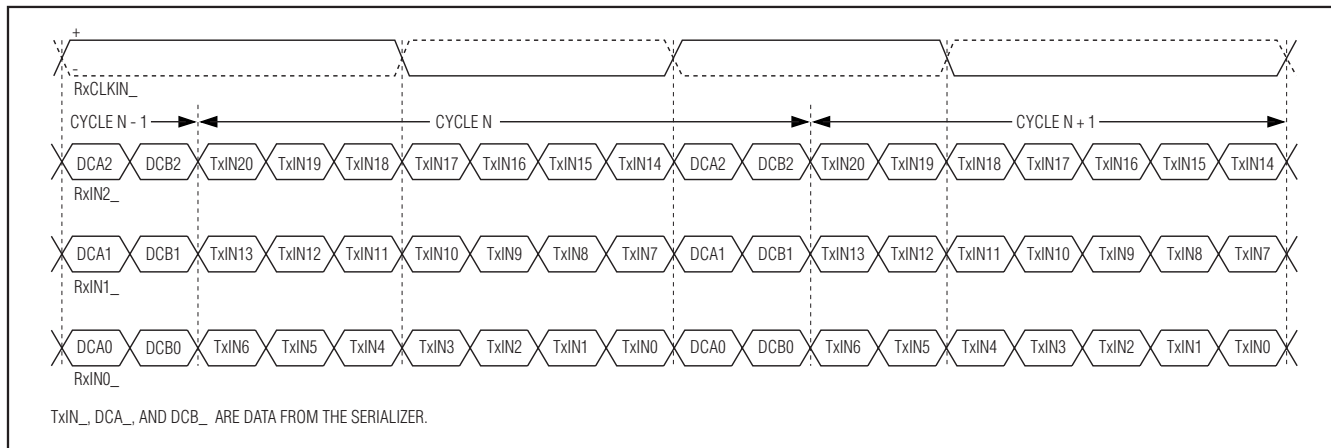 +
-
RxCLKIN_
CYCLE N - 1 CYCLE N CYCLE N + 1
DCA2 DCB2 TxIN20 TxIN19 TxIN18 TxIN17 TxIN16 TxIN15 TxIN14 DCA2 DCB2 TxIN20 TxIN19 TxIN18 TxIN17 TxIN16 TxIN15 TxIN14
RxIN2_
DCA1 DCB1 TxIN13 TxIN12 TxIN11 TxIN10 TxIN9 TxIN8 TxIN7 DCA1 DCB1 TxIN13 TxIN12 TxIN11 TxIN10 TxIN9 TxIN8 TxIN7
RxIN1_
DCA0 DCB0 TxIN6 TxIN5 TxIN4 TxIN3 TxIN2 TxIN1 TxIN0 DCA0 DCB0 TxIN6 TxIN5 TxIN4 TxIN3 TxIN2 TxIN1 TxIN0
RxIN0_
TxIN_, DCA_, AND DCB_ ARE DATA FROM THE SERIALIZER.